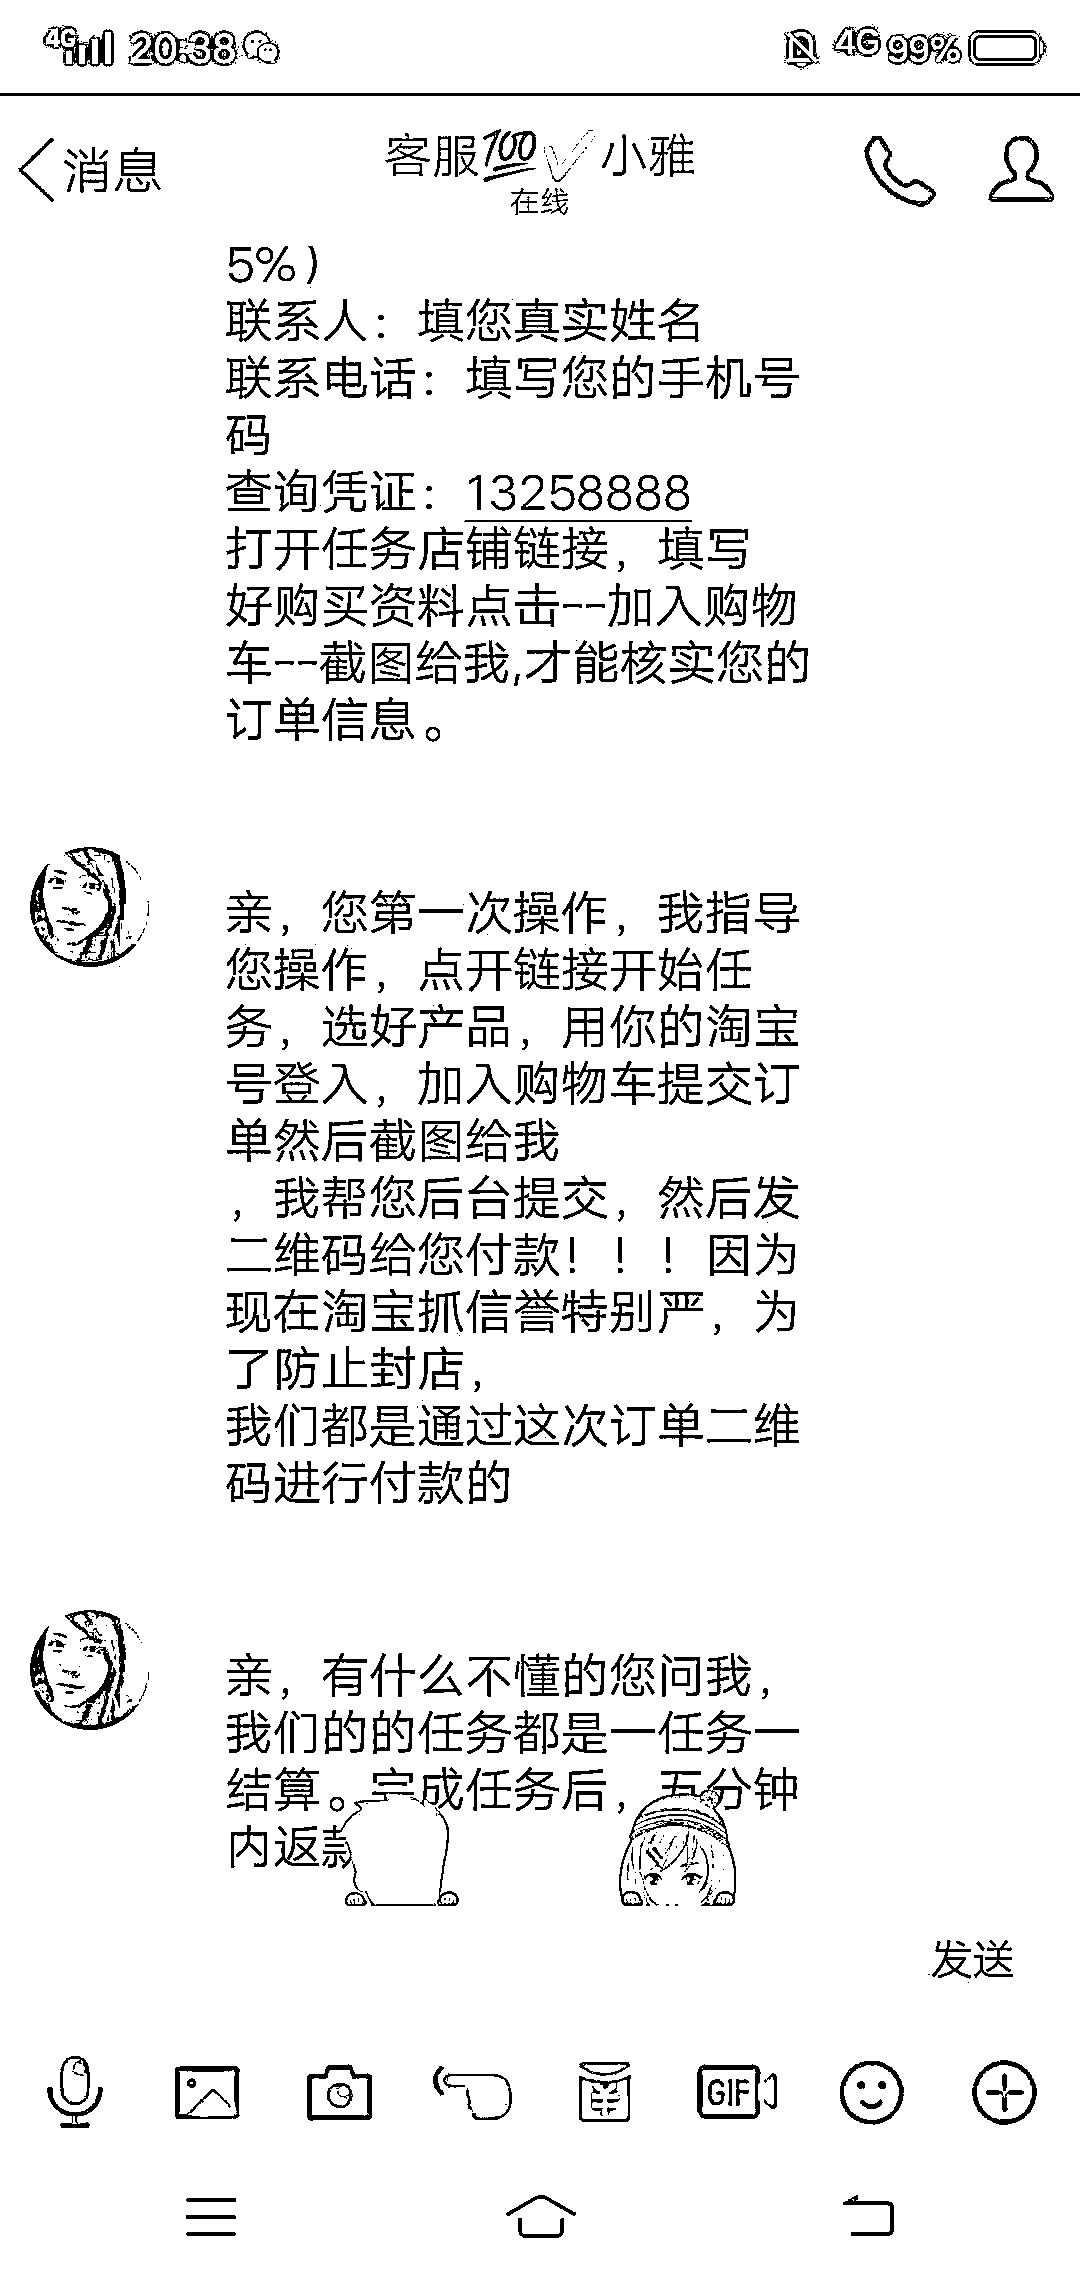 4G 20:38 4G 99%
消息 客服💯✓小雅
在线
5%）
联系人：填您真实姓名
联系电话：填写您的手机号
码
查询凭证：13258888
打开任务店铺链接，填写
好购买资料点击--加入购物
车--截图给我,才能核实您的
订单信息。
亲，您第一次操作，我指导
您操作，点开链接开始任
务，选好产品，用你的淘宝
号登入，加入购物车提交订
单然后截图给我
，我帮您后台提交，然后发
二维码给您付款！！！因为
现在淘宝抓信誉特别严，为
了防止封店，
我们都是通过这次订单二维
码进行付款的
亲，有什么不懂的您问我，
我们的的任务都是一任务一
结算。完成任务后，五分钟
内返款
发送
GIF